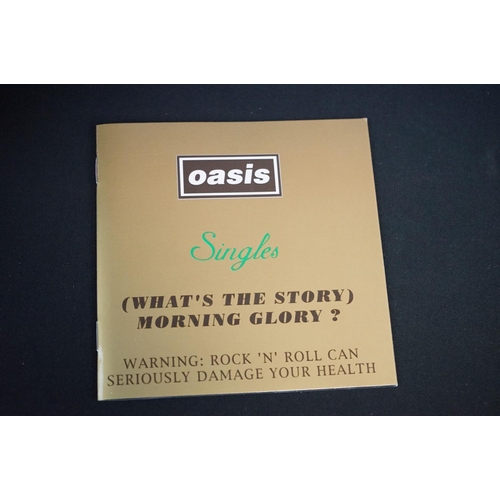 oasis
Singles
(WHAT'S THE STORY)
MORNING GLORY ?
WARNING: ROCK 'N' ROLL CAN
SERIOUSLY DAMAGE YOUR HEALTH